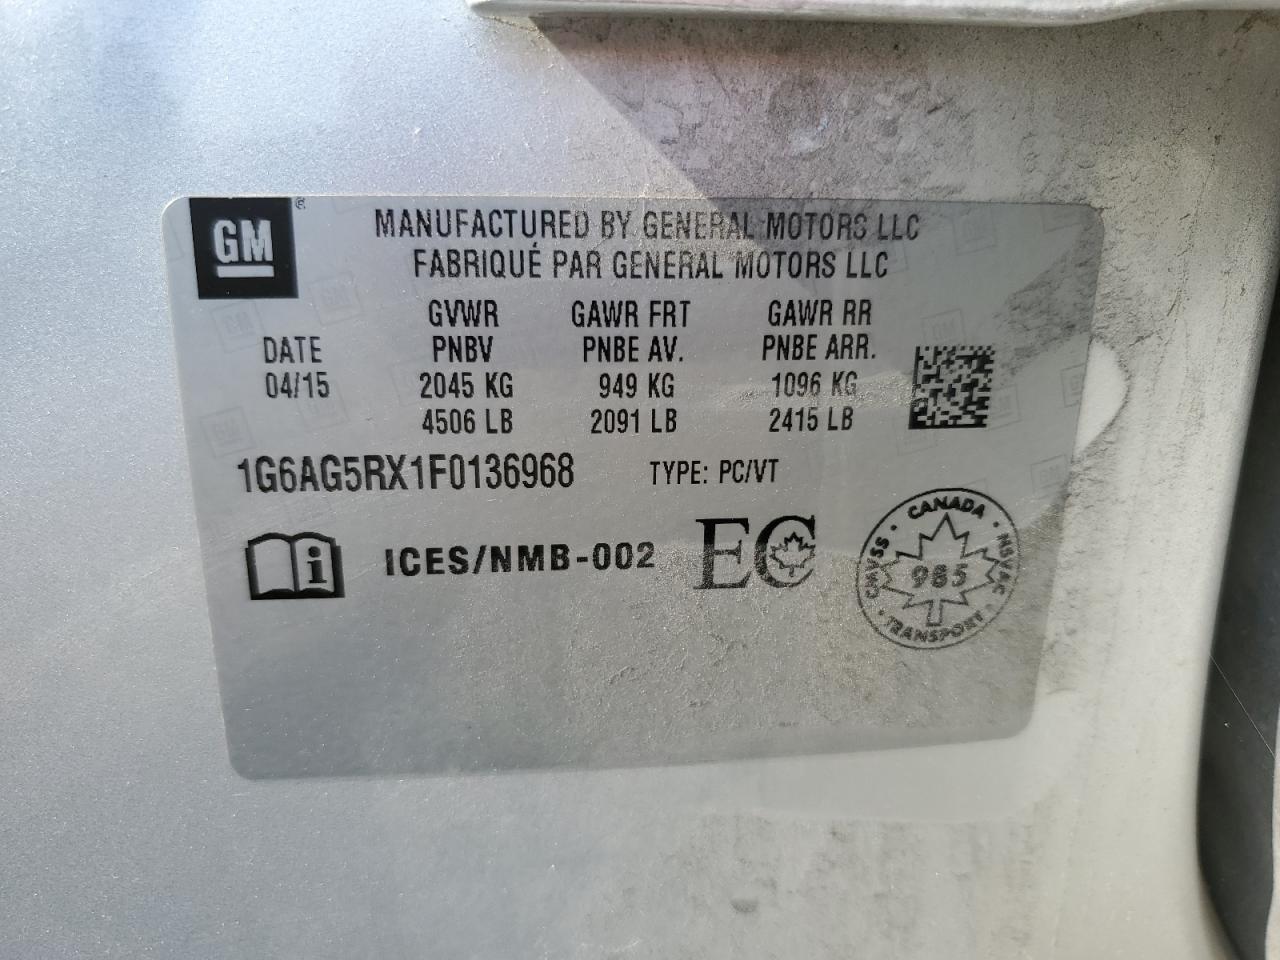 GM
MANUFACTURED BY GENERAL MOTORS LLC
FABRIQUÉ PAR GENERAL MOTORS LLC
GVWR GAWR FRT GAWR RR
DATE PNBV PNBE AV. PNBE ARR.
04/15 2045 KG 949 KG 1096 KG
4506 LB 2091 LB 2415 LB
1G6AG5RX1F0136968 TYPE: PC/VT
ICES/NMB-002 EC
CANADA
CMVSS 985 NSVAC
TRANSPORT